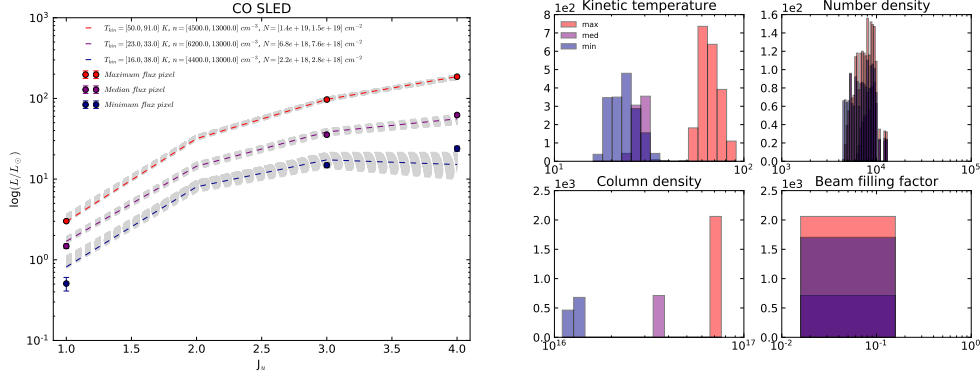 CO SLED
T_kin = [50.0, 91.0] K, n = [4500.0, 13000.0] cm^−3, N = [1.4e + 19, 1.5e + 19] cm^−2
T_kin = [23.0, 33.0] K, n = [6200.0, 13000.0] cm^−3, N = [6.8e + 18, 7.6e + 18] cm^−2
T_kin = [16.0, 38.0] K, n = [4400.0, 13000.0] cm^−3, N = [2.2e + 18, 2.8e + 18] cm^−2
Maximum flux pixel
Median flux pixel
Minimum flux pixel
log(L/L_⊙)
10^3
10^2
10^1
10^0
10^-1
1.0 1.5 2.0 2.5 3.0 3.5 4.0
J_u
Kinetic temperature
8 1e2
7
6
5
4
3
2
1
0
max
med
min
10^1 10^2
Number density
1.6 1e3
1.4
1.2
1.0
0.8
0.6
0.4
0.2
0.0
10^3 10^4 10^5
Column density
2.5 1e3
2.0
1.5
1.0
0.5
0.0
10^16 10^17
Beam filling factor
2.5 1e3
2.0
1.5
1.0
0.5
0.0
10^-2 10^-1 10^0